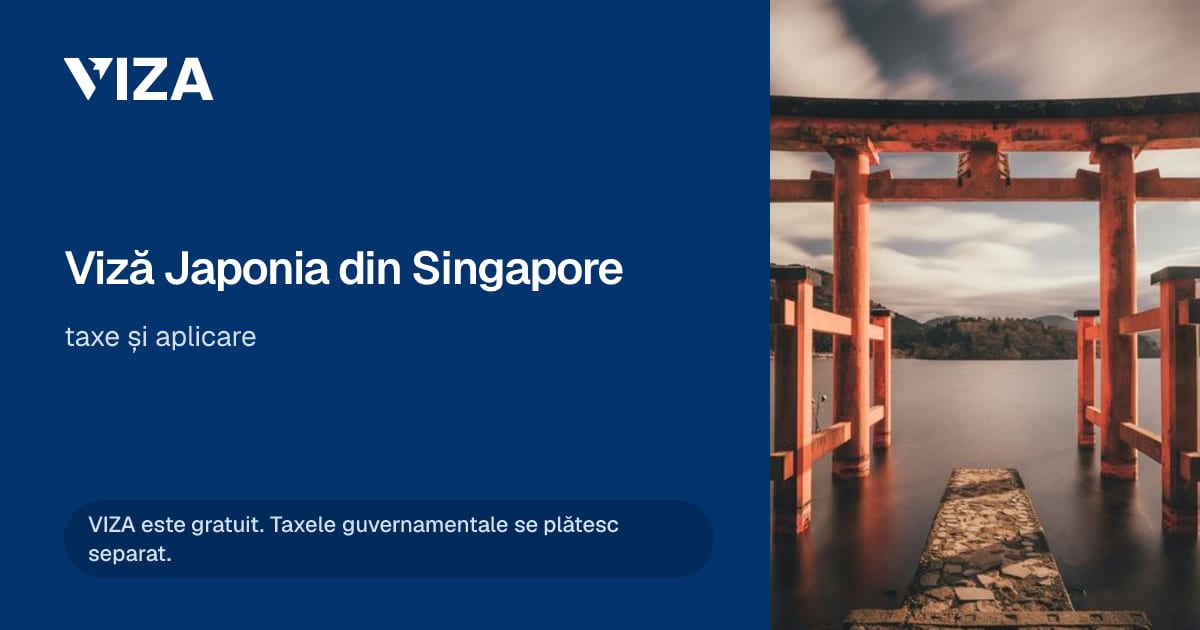 VIZA
Viză Japonia din Singapore
taxe și aplicare
VIZA este gratuit. Taxele guvernamentale se plătesc
separat.